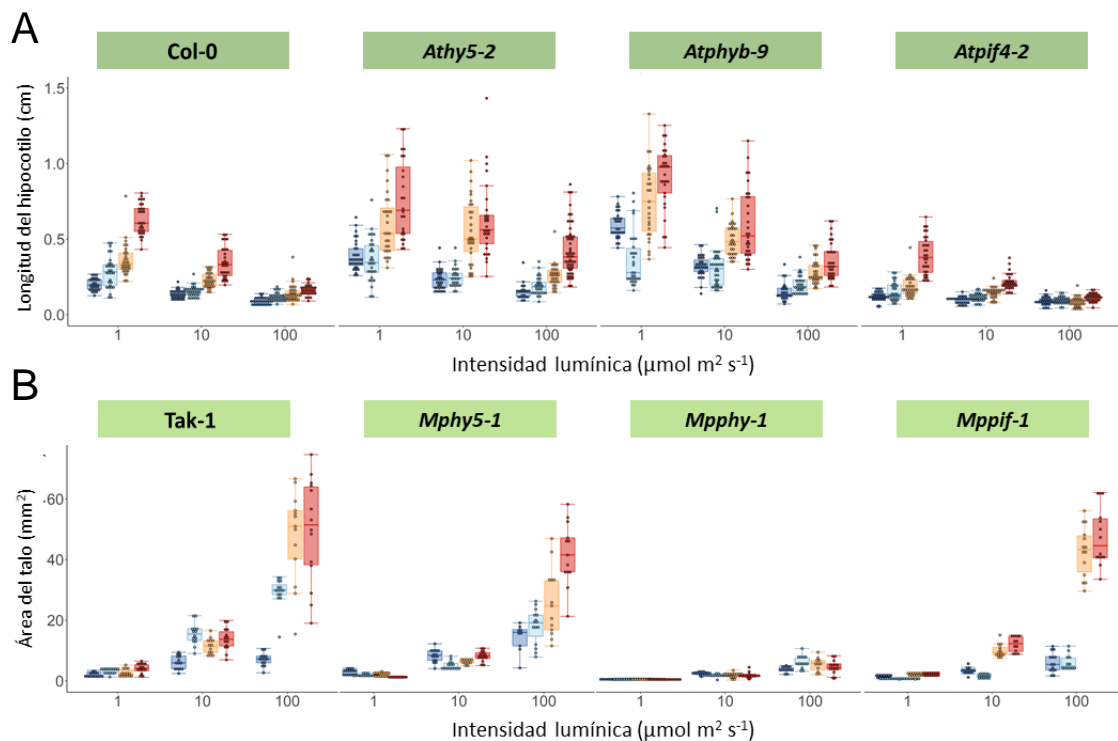 A
Col-0 Athy5-2 Atphyb-9 Atpif4-2
Longitud del hipocotilo (cm)
1.5
1.0
0.5
0.0
1 10 100 1 10 100 1 10 100 1 10 100
Intensidad lumínica (µmol m² s⁻¹)
B
Tak-1 Mphy5-1 Mpphy-1 Mppif-1
Área del talo (mm²)
60
40
20
0
1 10 100 1 10 100 1 10 100 1 10 100
Intensidad lumínica (µmol m² s⁻¹)